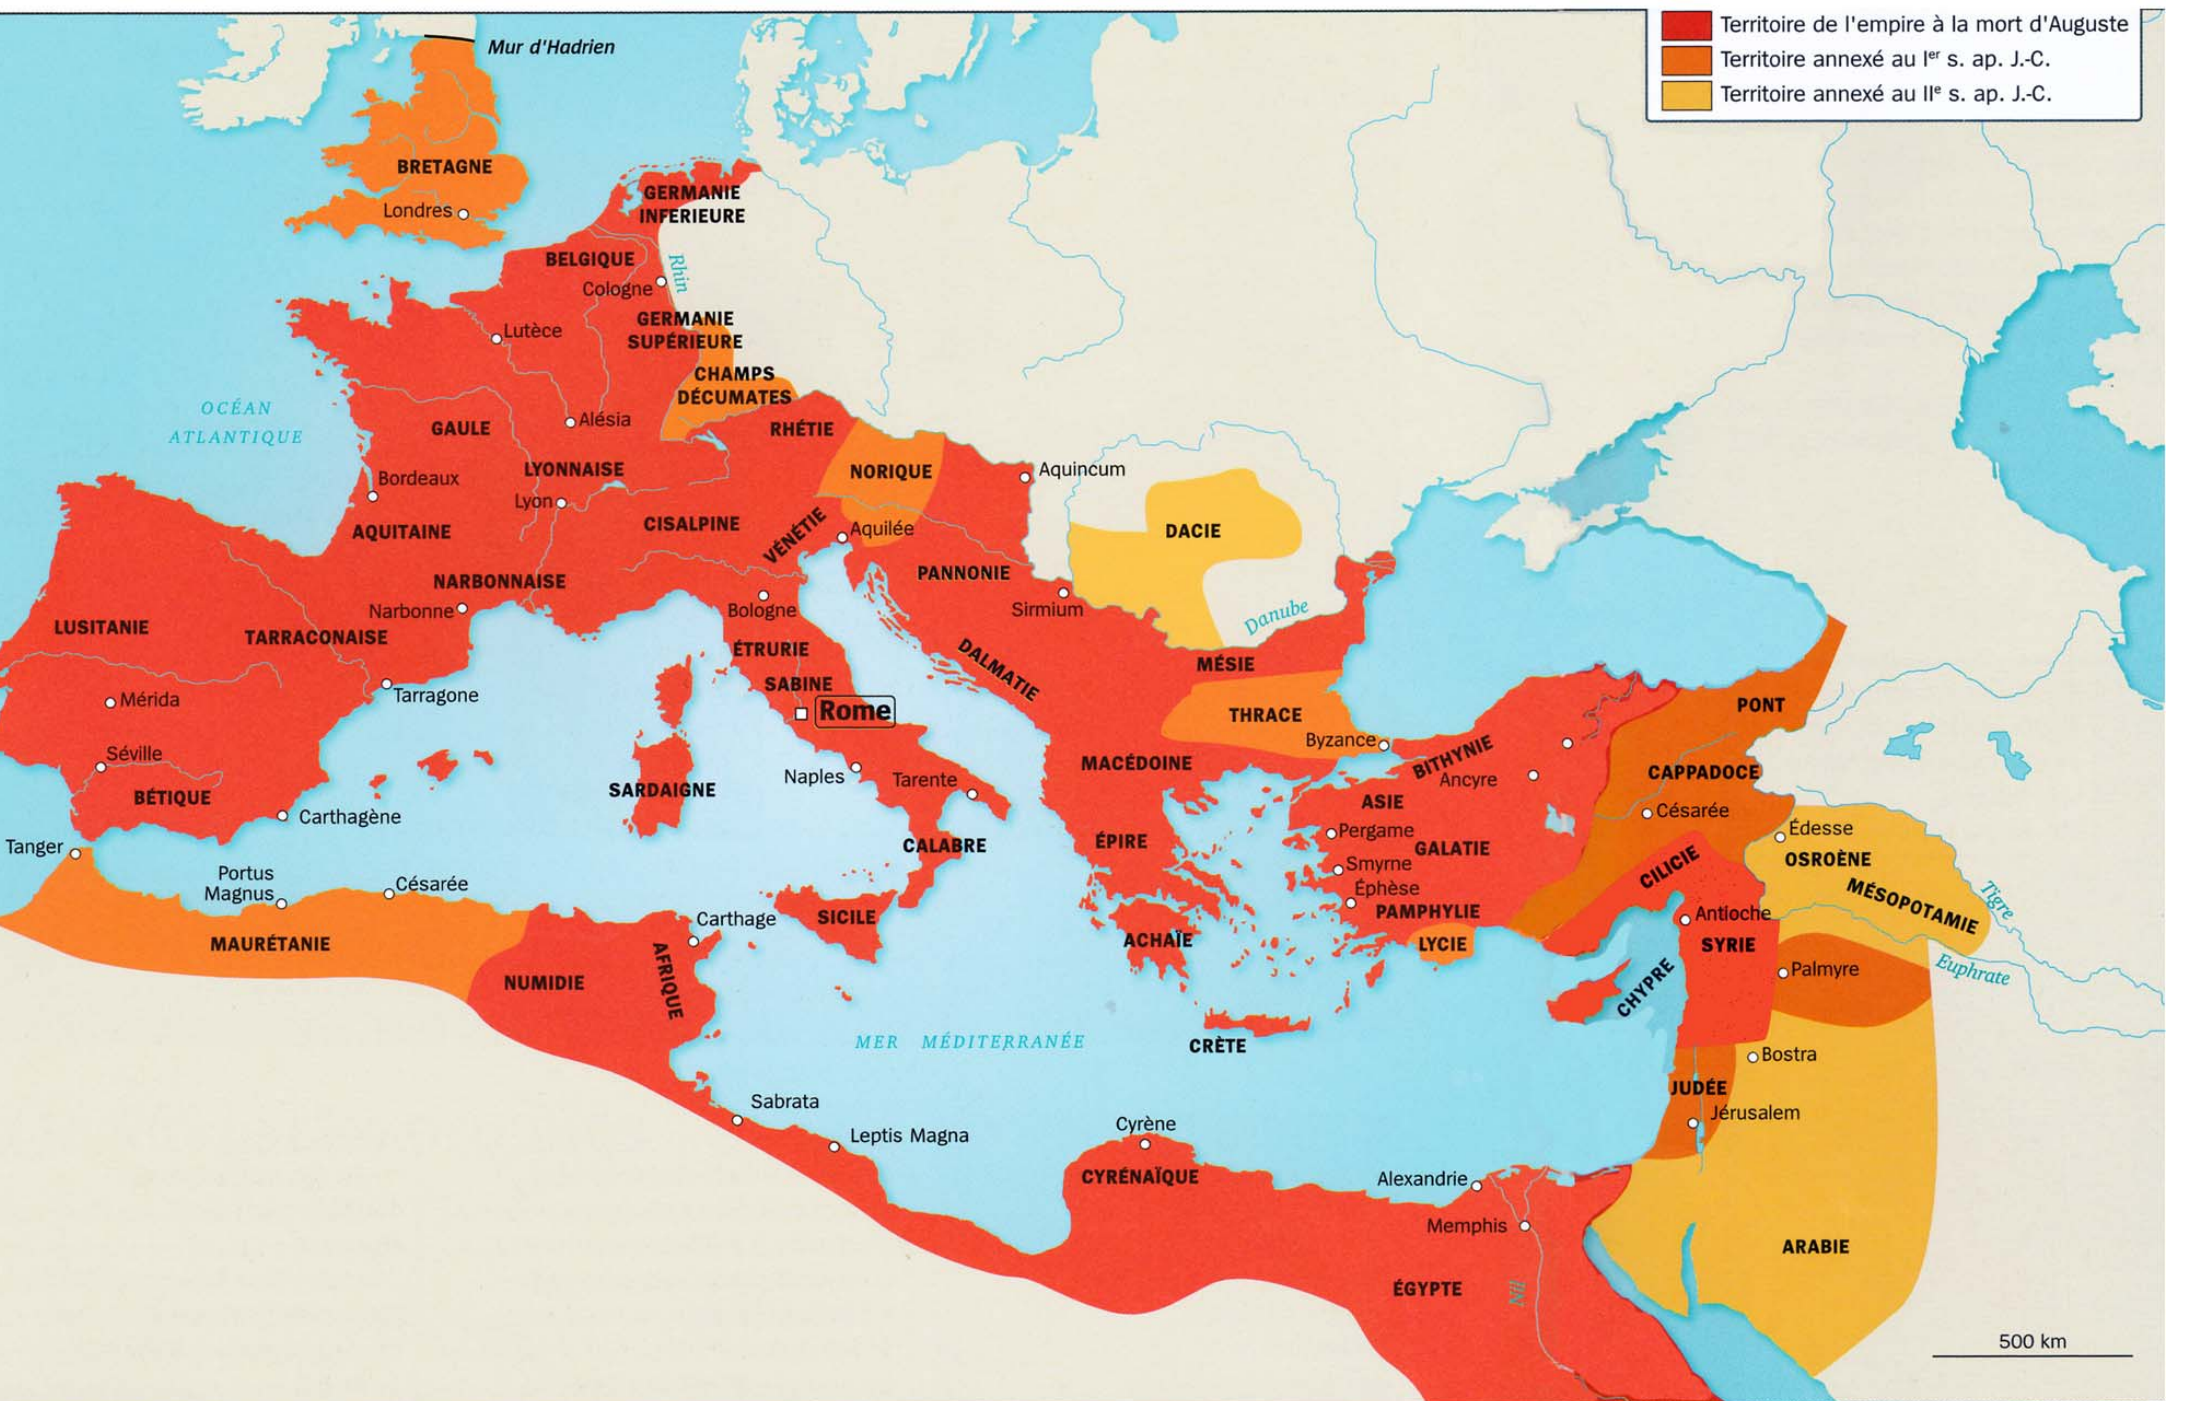 Territoire de l'empire à la mort d'Auguste
Territoire annexé au Ier s. ap. J.-C.
Territoire annexé au IIe s. ap. J.-C.
Mur d'Hadrien
BRETAGNE
Londres
GERMANIE
INFERIEURE
BELGIQUE
Rhin
Cologne
GERMANIE
SUPÉRIEURE
Lutèce
CHAMPS
DÉCUMATES
OCÉAN
ATLANTIQUE
Alésia
GAULE
RHÉTIE
LYONNAISE
NORIQUE
Aquincum
Bordeaux
Lyon
AQUITAINE
CISALPINE
VÉNÉTIE
Aquilée
DACIE
PANNONIE
NARBONNAISE
Narbonne
Bologne
Sirmium
Danube
LUSITANIE
TARRACONAISE
ÉTRURIE
DALMATIE
MÉSIE
SABINE
Mérida
Tarragone
Rome
THRACE
PONT
Byzance
Séville
BITHYNIE
MACÉDOINE
CAPPADOCE
Naples
Tarente
Ancyre
SARDAIGNE
BÉTIQUE
ASIE
Césarée
Carthagène
Pergame
Édesse
Tanger
CALABRE
ÉPIRE
GALATIE
OSROÈNE
Smyrne
CILICIE
Portus
Magnus
Césarée
Éphèse
MÉSOPOTAMIE
Tigre
Carthage
SICILE
PAMPHYLIE
Antioche
MAURÉTANIE
ACHAÏE
LYCIE
SYRIE
AFRIQUE
NUMIDIE
CHYPRE
Palmyre
Euphrate
MER MÉDITERRANÉE
CRÈTE
Bostra
JUDÉE
Jérusalem
Sabrata
Leptis Magna
Cyrène
CYRÉNAÏQUE
Alexandrie
Memphis
ARABIE
ÉGYPTE
Nil
500 km